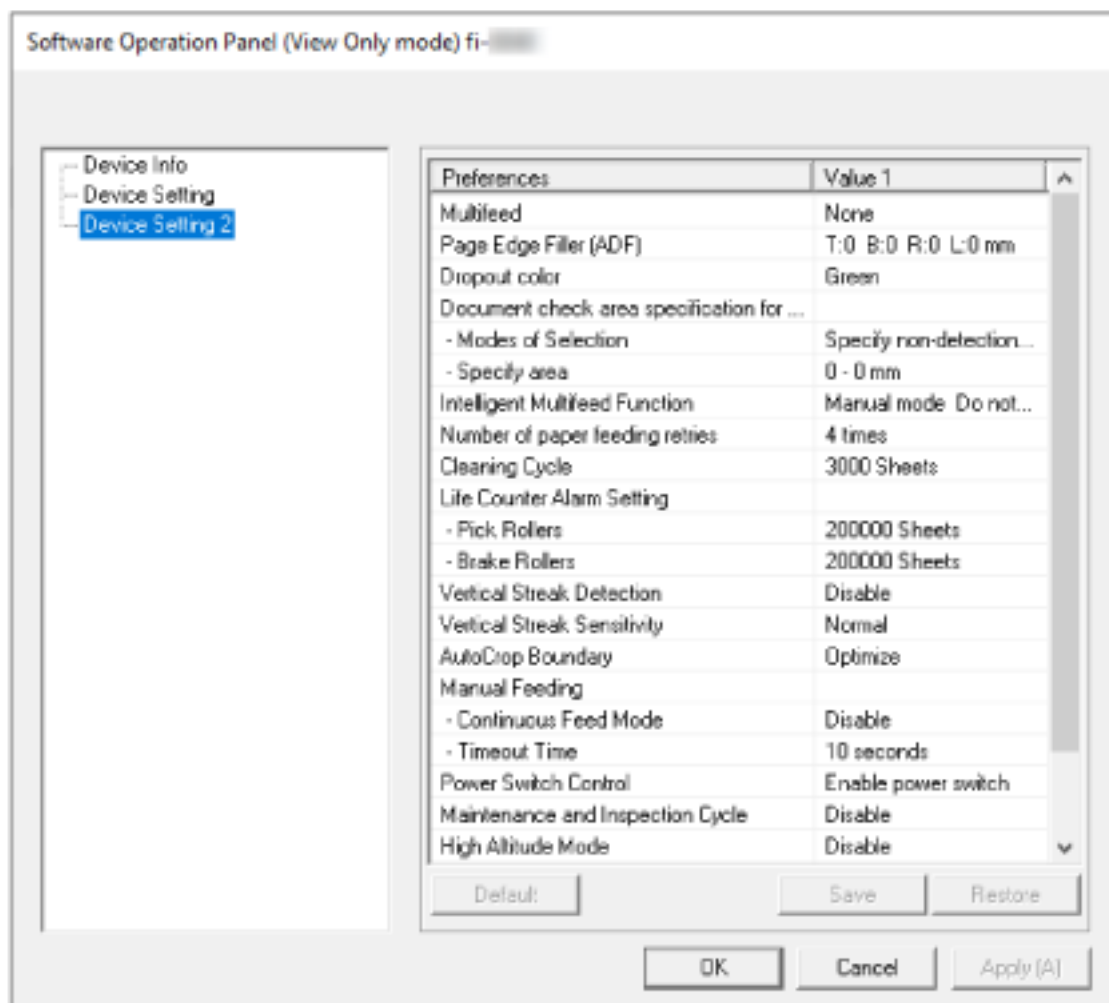 Software Operation Panel (View Only mode) fi-
Device Info
Device Setting
Device Setting 2
Preferences Value 1
Multifeed None
Page Edge Filler (ADF) T:0 B:0 R:0 L:0 mm
Dropout color Green
Document check area specification for ...
- Modes of Selection Specify non-detection...
- Specify area 0 - 0 mm
Intelligent Multifeed Function Manual mode Do not...
Number of paper feeding retries 4 times
Cleaning Cycle 3000 Sheets
Life Counter Alarm Setting
- Pick Rollers 200000 Sheets
- Brake Rollers 200000 Sheets
Vertical Streak Detection Disable
Vertical Streak Sensitivity Normal
AutoCrop Boundary Optimize
Manual Feeding
- Continuous Feed Mode Disable
- Timeout Time 10 seconds
Power Switch Control Enable power switch
Maintenance and Inspection Cycle Disable
High Altitude Mode Disable
Default Save Restore
OK Cancel Apply (A)